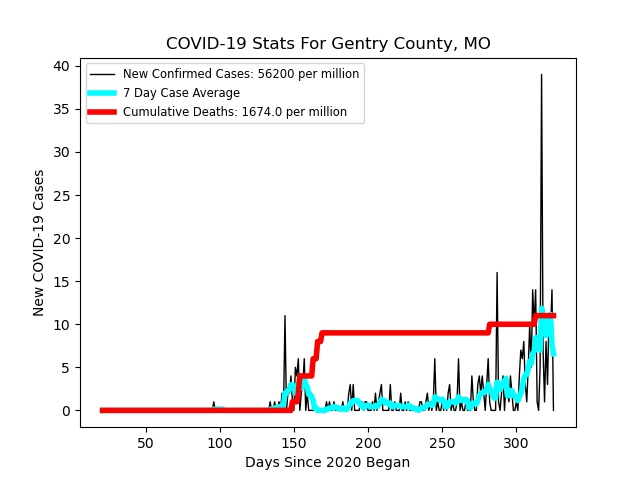 COVID-19 Stats For Gentry County, MO
New Confirmed Cases: 56200 per million
7 Day Case Average
Cumulative Deaths: 1674.0 per million
New COVID-19 Cases
40
35
30
25
20
15
10
5
0
50 100 150 200 250 300
Days Since 2020 Began